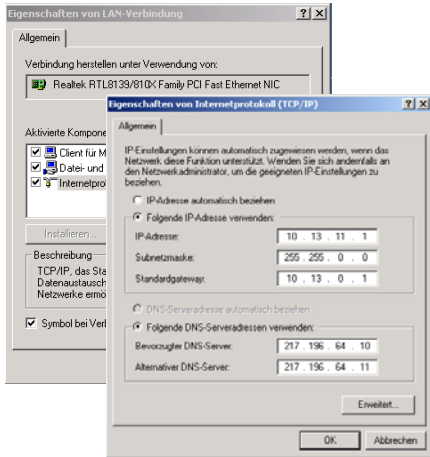 Eigenschaften von LAN-Verbindung
Allgemein
Verbindung herstellen unter Verwendung von:
Realtek RTL8139/810X Family PCI Fast Ethernet NIC
Aktivierte Kompone
Client für M
Datei- und
Internetpro
Installieren...
Beschreibung
TCP/IP, das Sta
Datenaustausch
Netzwerke ermö
Symbol bei Verl
Eigenschaften von Internetprotokoll (TCP/IP)
Allgemein
IP-Einstellungen können automatisch zugewiesen werden, wenn das
Netzwerk diese Funktion unterstützt. Wenden Sie sich andernfalls an
den Netzwerkadministrator, um die geeigneten IP-Einstellungen zu
beziehen.
IP-Adresse automatisch beziehen
Folgende IP-Adresse verwenden:
IP-Adresse: 10 . 13 . 11 . 1
Subnetzmaske: 255 . 255 . 0 . 0
Standardgateway: 10 . 13 . 0 . 1
DNS-Serveradresse automatisch beziehen
Folgende DNS-Serveradressen verwenden:
Bevorzugter DNS-Server: 217 . 196 . 64 . 10
Alternativer DNS-Server: 217 . 196 . 64 . 11
Erweitert...
OK Abbrechen